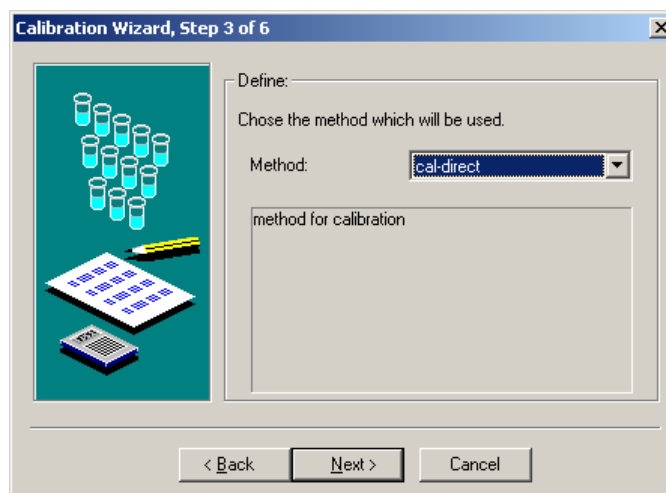 Calibration Wizard, Step 3 of 6
Define:
Chose the method which will be used.
Method: cal-direct
method for calibration
< Back Next > Cancel